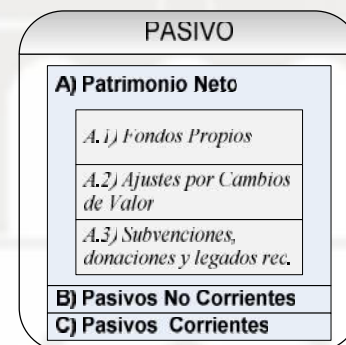 PASIVO
A) Patrimonio Neto
A.1) Fondos Propios
A.2) Ajustes por Cambios
de Valor
A.3) Subvenciones,
donaciones y legados rec.
B) Pasivos No Corrientes
C) Pasivos Corrientes